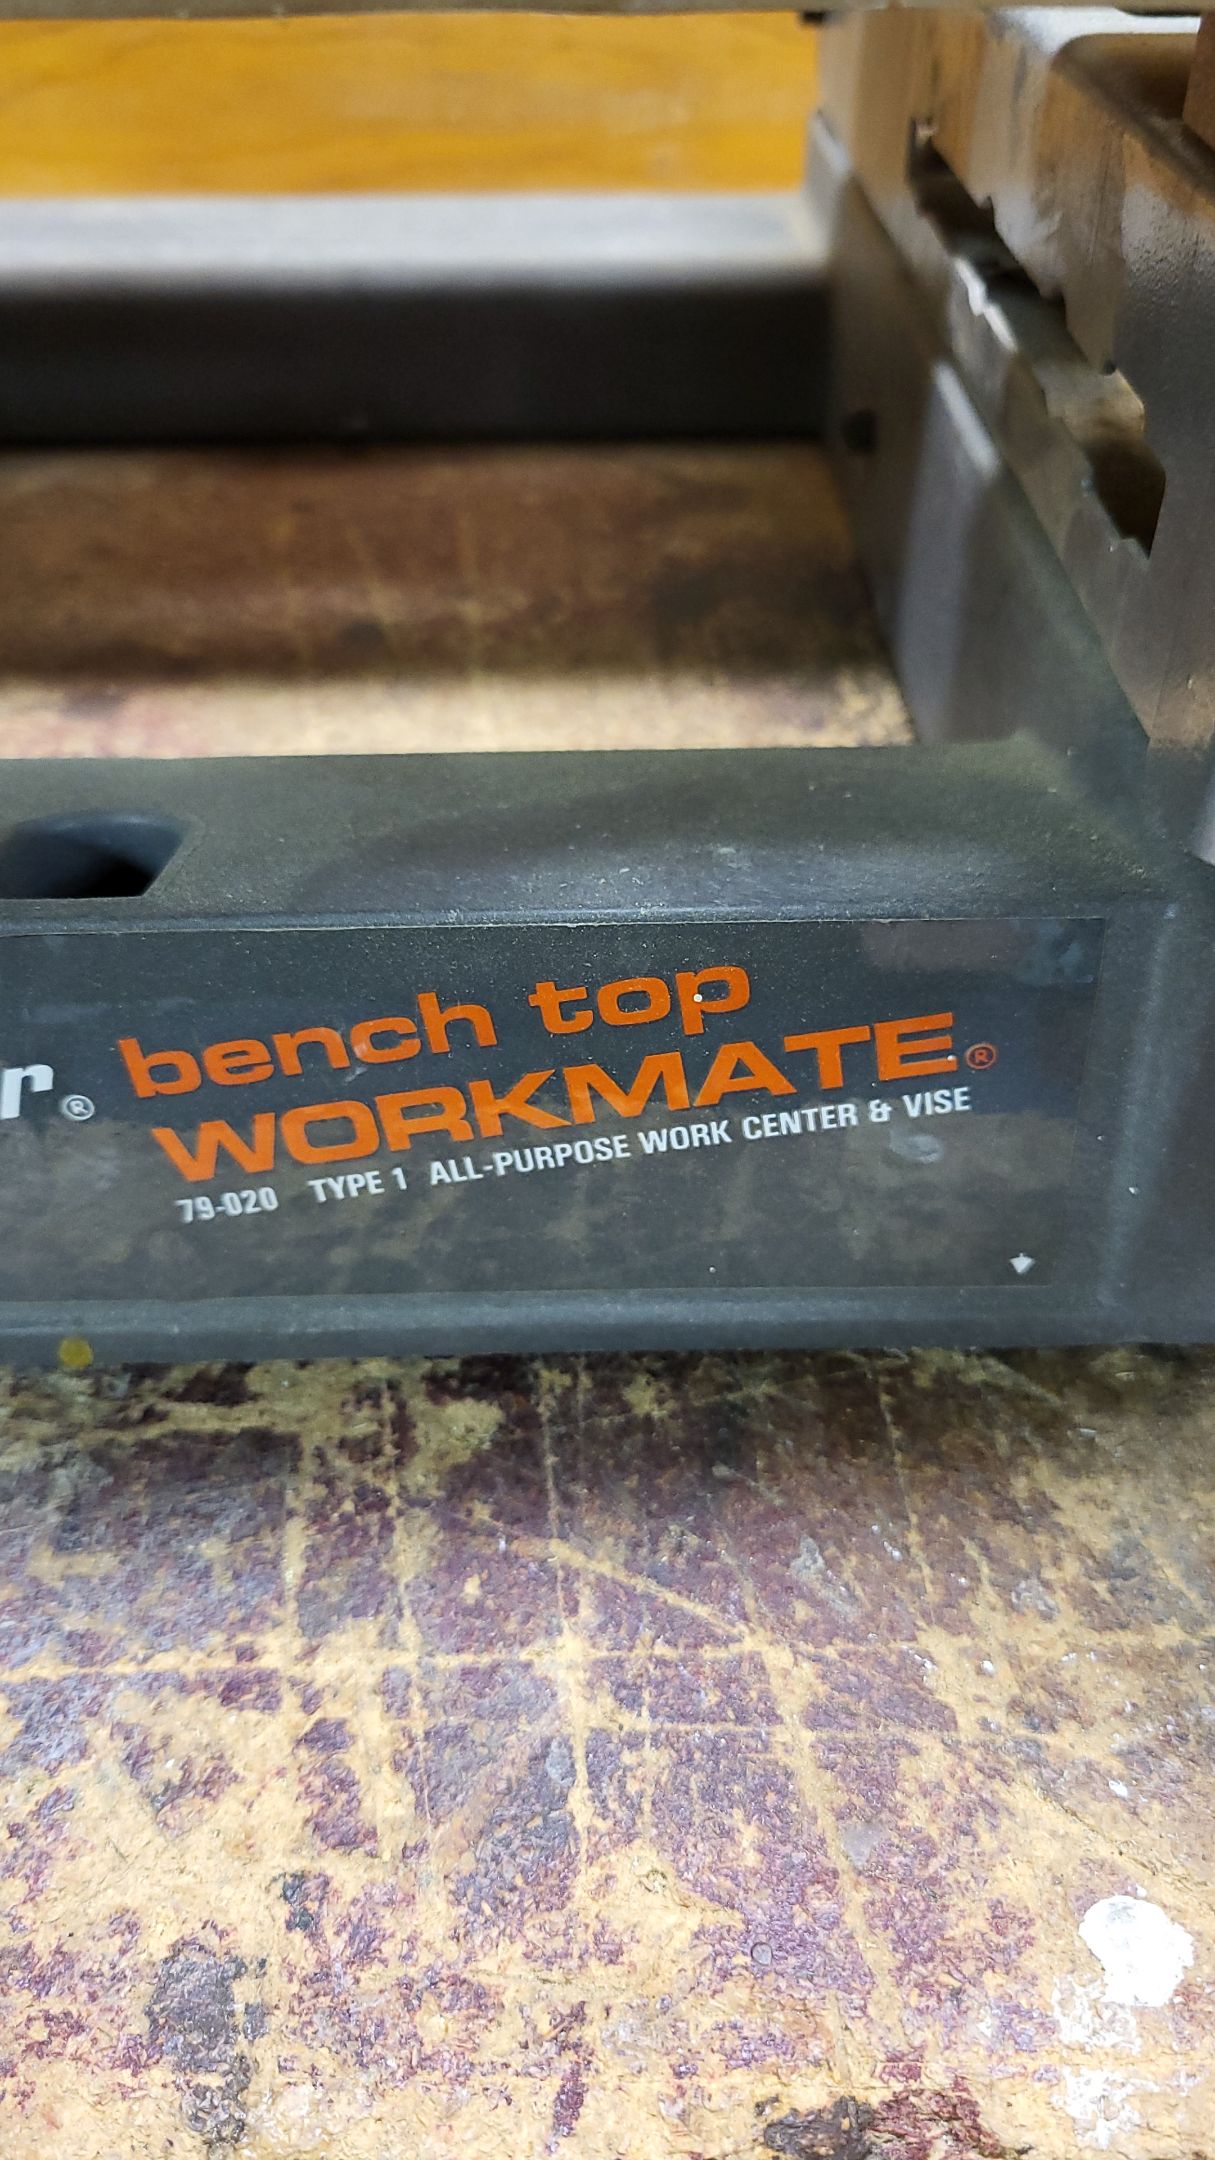 r® bench top
WORKMATE®
79-020 TYPE 1 ALL-PURPOSE WORK CENTER & VISE